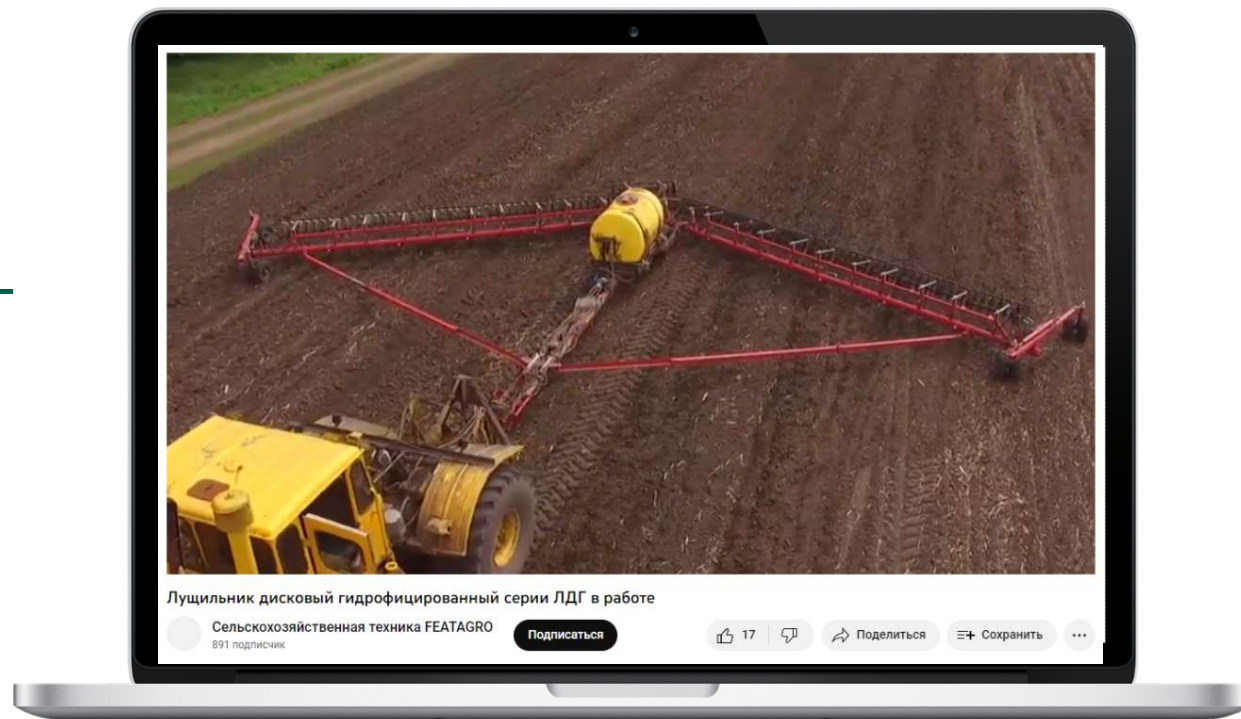 Лущильник дисковый гидрофицированный серии ЛДГ в работе
Сельскохозяйственная техника FEATAGRO
891 подписчик
Подписаться
17
Поделиться
Сохранить